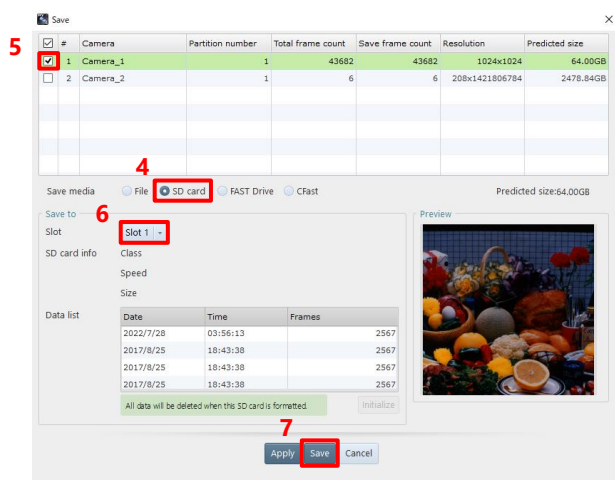 Save
5
# Camera Partition number Total frame count Save frame count Resolution Predicted size
1 Camera_1 1 43682 43682 1024x1024 64.00GB
2 Camera_2 1 6 6 208x1421806784 2478.84GB
4
Save media File SD card FAST Drive CFast Predicted size:64.00GB
Save to 6 Preview
Slot Slot 1
SD card info Class
Speed
Size
Data list Date Time Frames
2022/7/28 03:56:13 2567
2017/8/25 18:43:38 2567
2017/8/25 18:43:38 2567
2017/8/25 18:43:38 2567
All data will be deleted when this SD card is formatted. Initialize
7
Apply Save Cancel